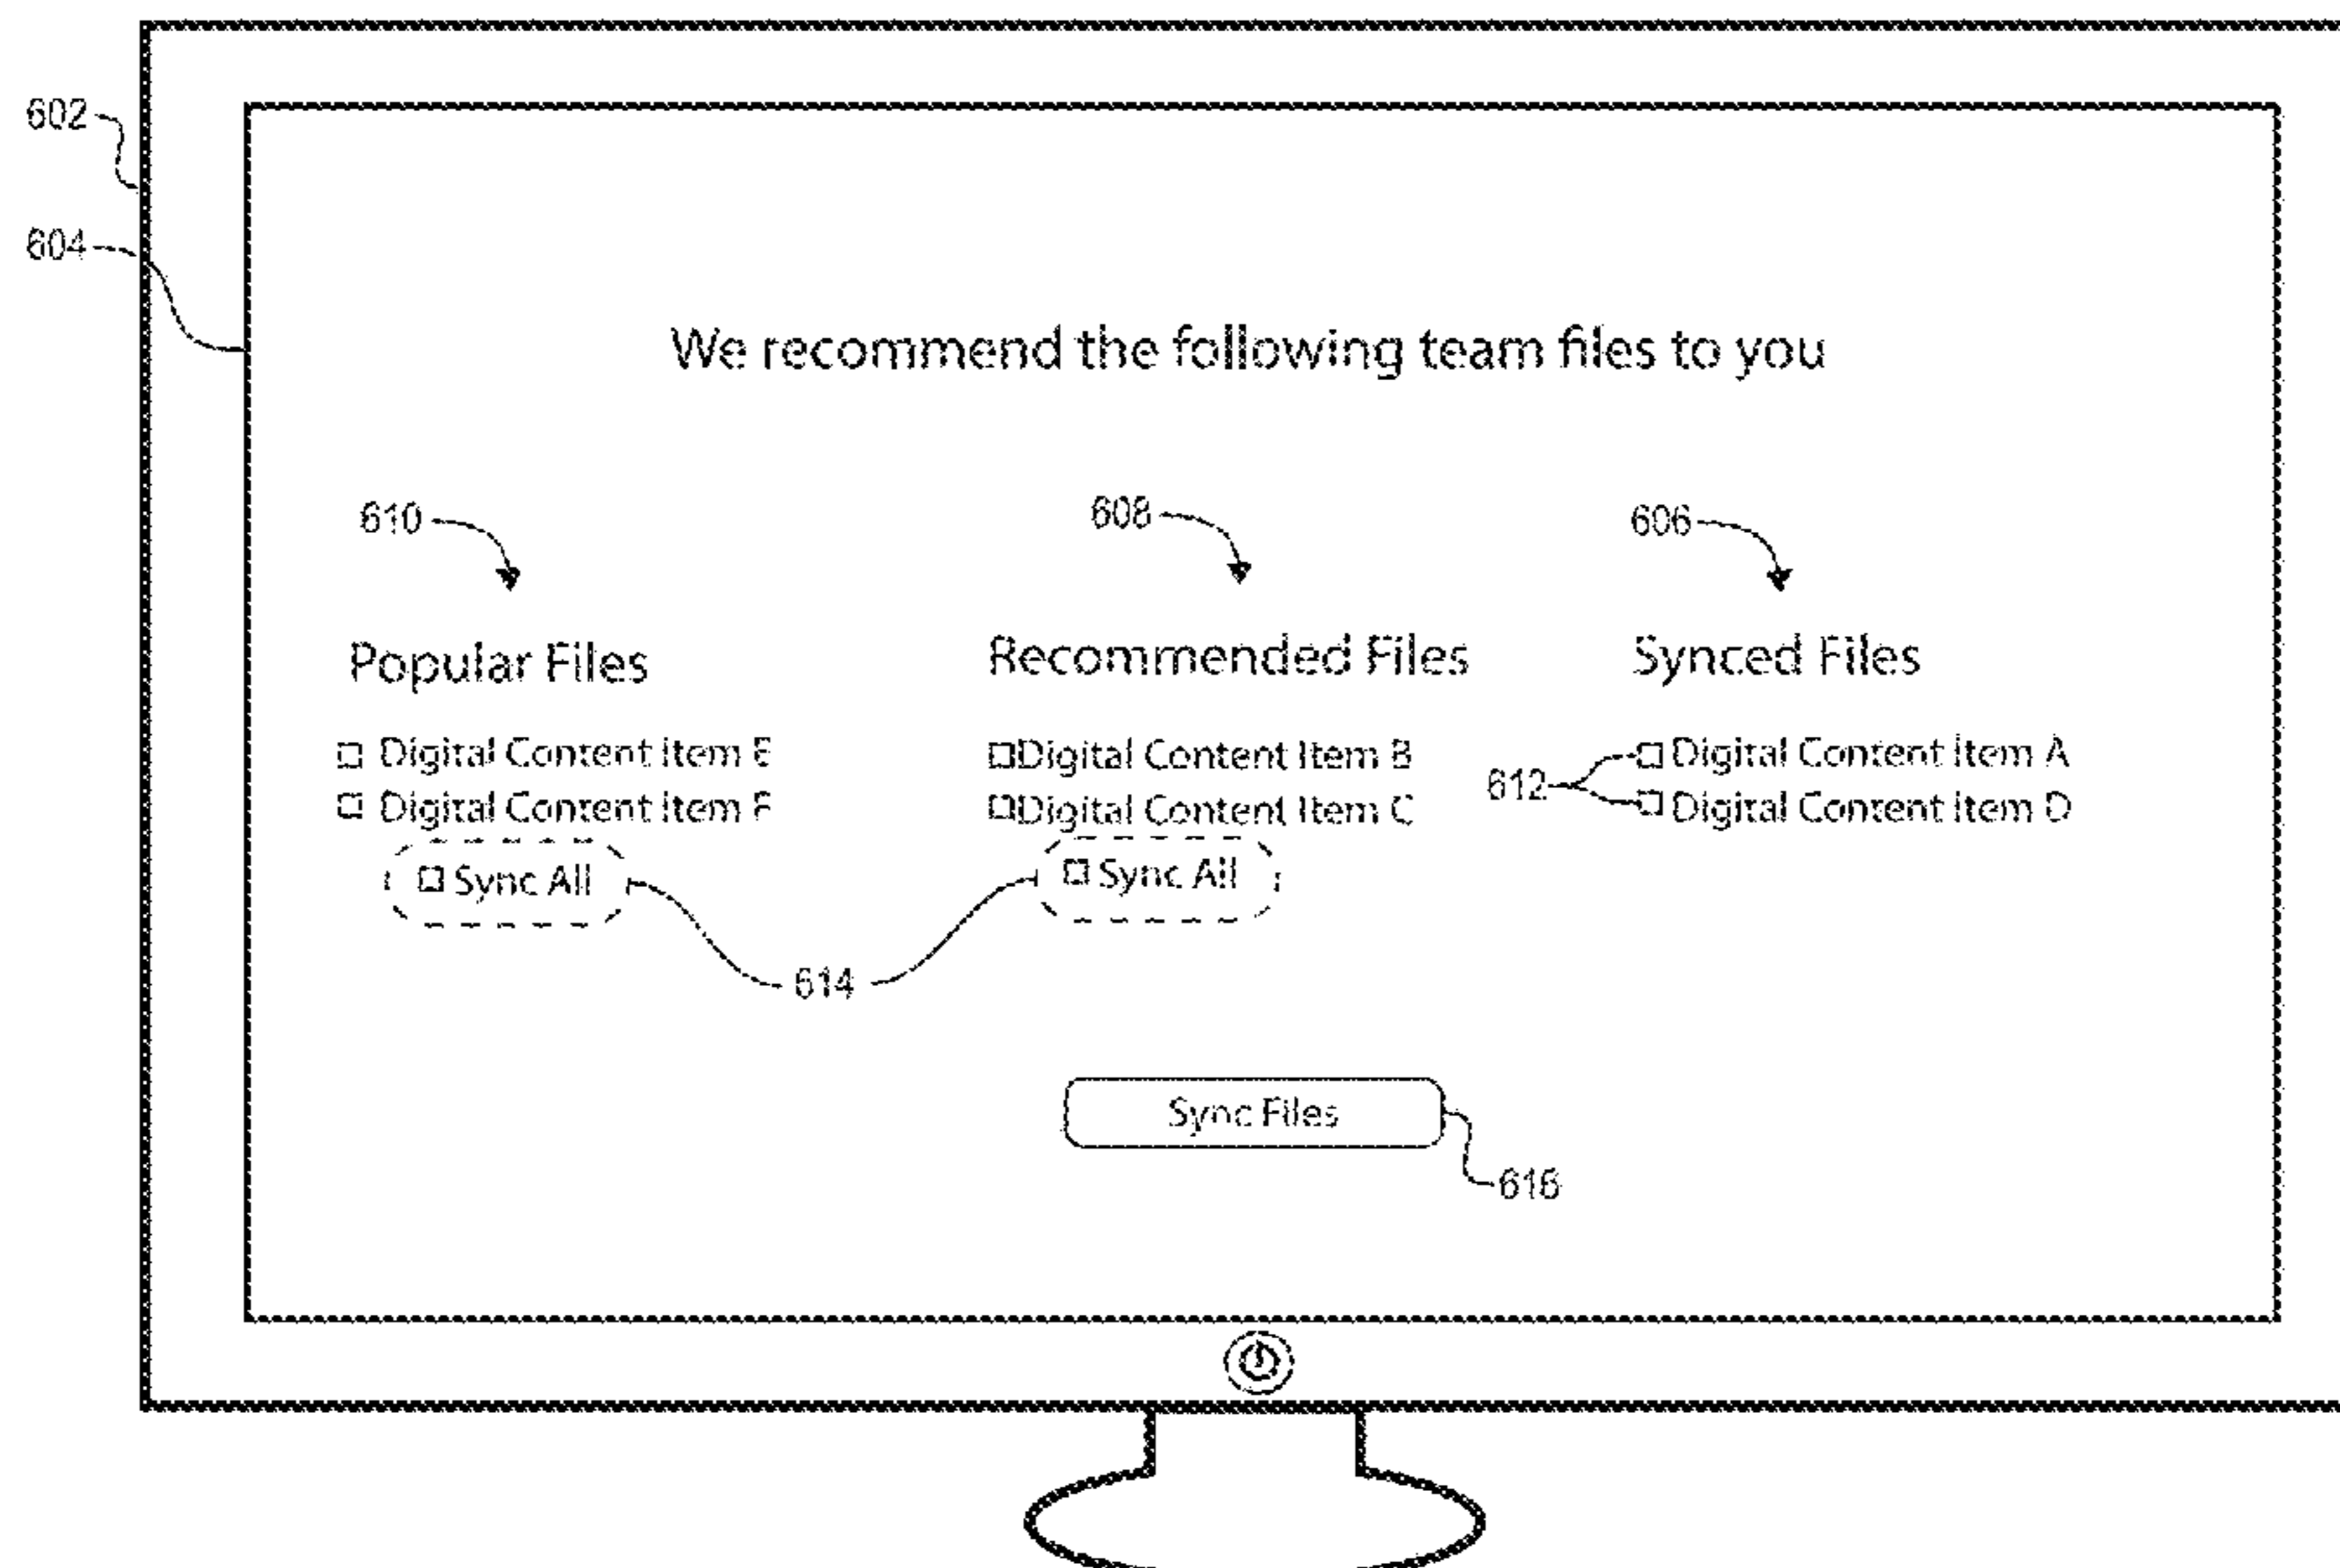 602
604
We recommend the following team files to you
610
608
606
Popular Files
Recommended Files
Synced Files
Digital Content Item E
Digital Content Item B
Digital Content Item A
Digital Content Item F
Digital Content Item C
Digital Content Item D
612
Sync All
Sync All
614
Sync Files
616